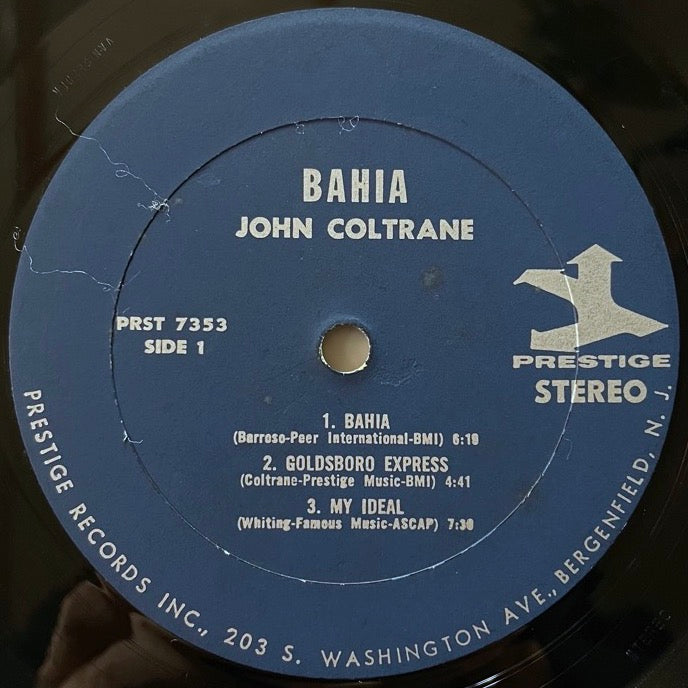 BAHIA
JOHN COLTRANE
PRST 7353
SIDE 1
PRESTIGE
STEREO
1. BAHIA
(Barroso-Peer International-BMI) 6:19
2. GOLDSBORO EXPRESS
(Coltrane-Prestige Music-BMI) 4:41
3. MY IDEAL
(Whiting-Famous Music-ASCAP) 7:30
PRESTIGE RECORDS INC., 203 S. WASHINGTON AVE., BERGENFIELD, N. J.
STEREO